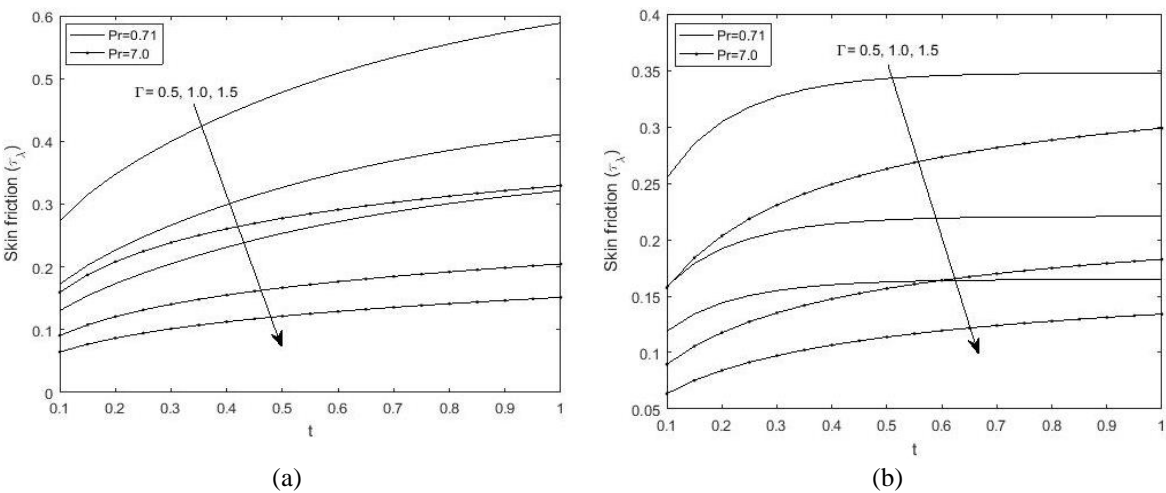 Pr=0.71
Pr=7.0
Γ= 0.5, 1.0, 1.5
Skin friction (τλ)
0.6
0.5
0.4
0.3
0.2
0.1
0
0.1 0.2 0.3 0.4 0.5 0.6 0.7 0.8 0.9 1
t
(a)
Pr=0.71
Pr=7.0
Γ= 0.5, 1.0, 1.5
Skin friction (τλ)
0.4
0.35
0.3
0.25
0.2
0.15
0.1
0.05
0.1 0.2 0.3 0.4 0.5 0.6 0.7 0.8 0.9 1
t
(b)